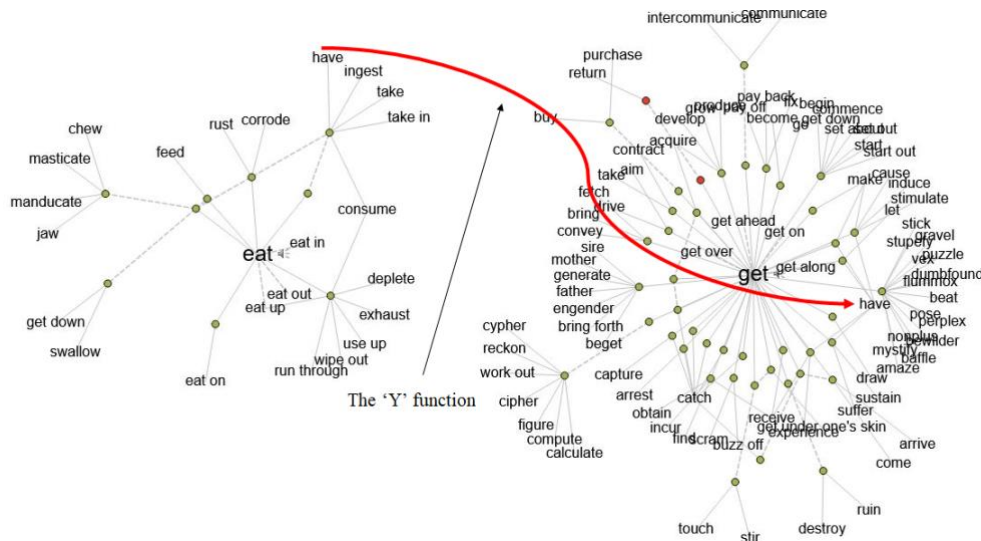 intercommunicate
communicate
have
ingest
take
take in
chew
rust
corrode
feed
masticate
manducate
jaw
consume
eat
eat in
eat out
eat up
deplete
exhaust
use up
wipe out
run through
eat on
get down
swallow
The ‘Y’ function
purchase
return
buy
contract
aim
take
fetch
drive
bring
convey
sire
mother
generate
father
engender
bring forth
beget
cypher
reckon
work out
cipher
figure
compute
calculate
develop
acquire
grow
produce
pay off
pay back
become
fix
go
begin
get down
commence
set about
set out
start
start out
cause
make
induce
stimulate
let
get ahead
get on
get over
get
get along
have
stick
gravel
stupefy
puzzle
vex
dumbfound
flummox
beat
pose
perplex
nonplus
bewilder
mystify
baffle
amaze
draw
sustain
suffer
arrive
come
capture
arrest
catch
obtain
incur
find
scram
buzz off
receive
get under one's skin
experience
touch
stir
destroy
ruin